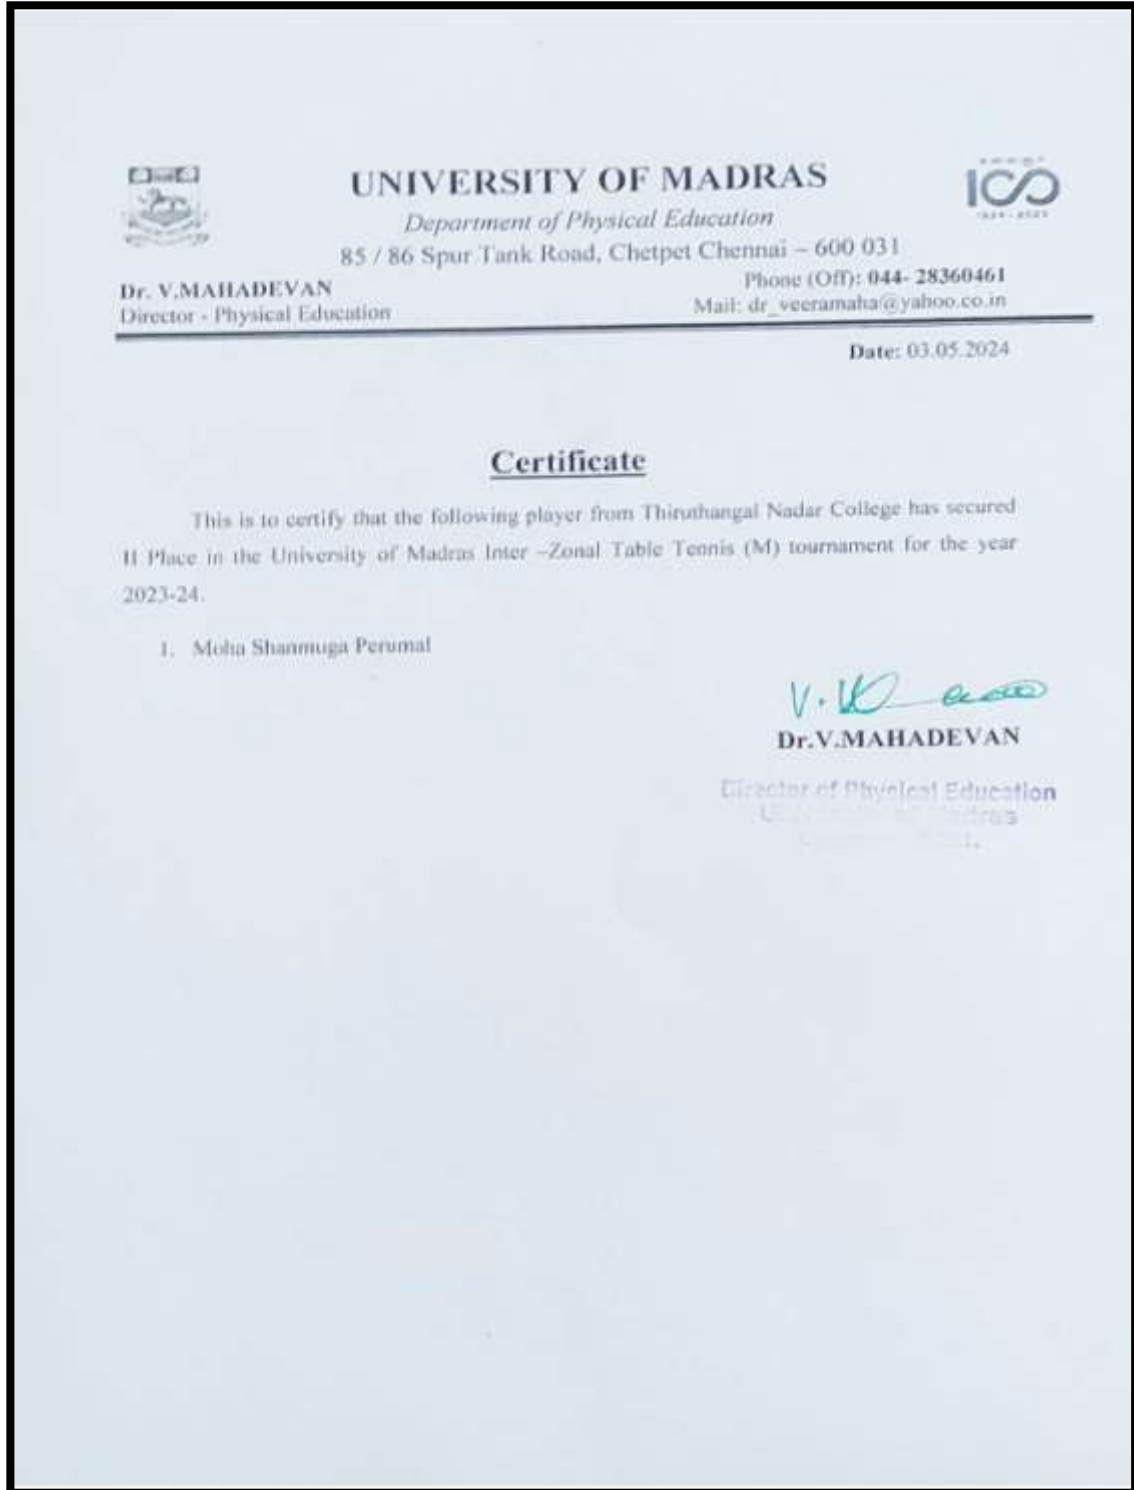 UNIVERSITY OF MADRAS
Department of Physical Education
85 / 86 Spur Tank Road, Chetpet Chennai – 600 031
Phone (Off): 044- 28360461
Dr. V.MAHADEVAN
Mail: dr_veeramaha@yahoo.co.in
Director - Physical Education
100
Date: 03.05.2024
Certificate
This is to certify that the following player from Thiruthangal Nadar College has secured
II Place in the University of Madras Inter –Zonal Table Tennis (M) tournament for the year
2023-24.
1. Moha Shanmuga Perumal
Dr.V.MAHADEVAN
Director of Physical Education